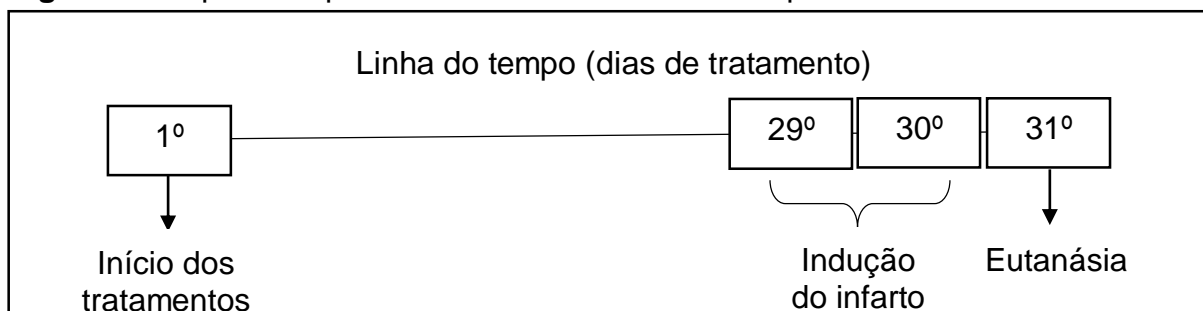 Linha do tempo (dias de tratamento)
1º
29º
30º
31º
Início dos
tratamentos
Indução
do infarto
Eutanásia